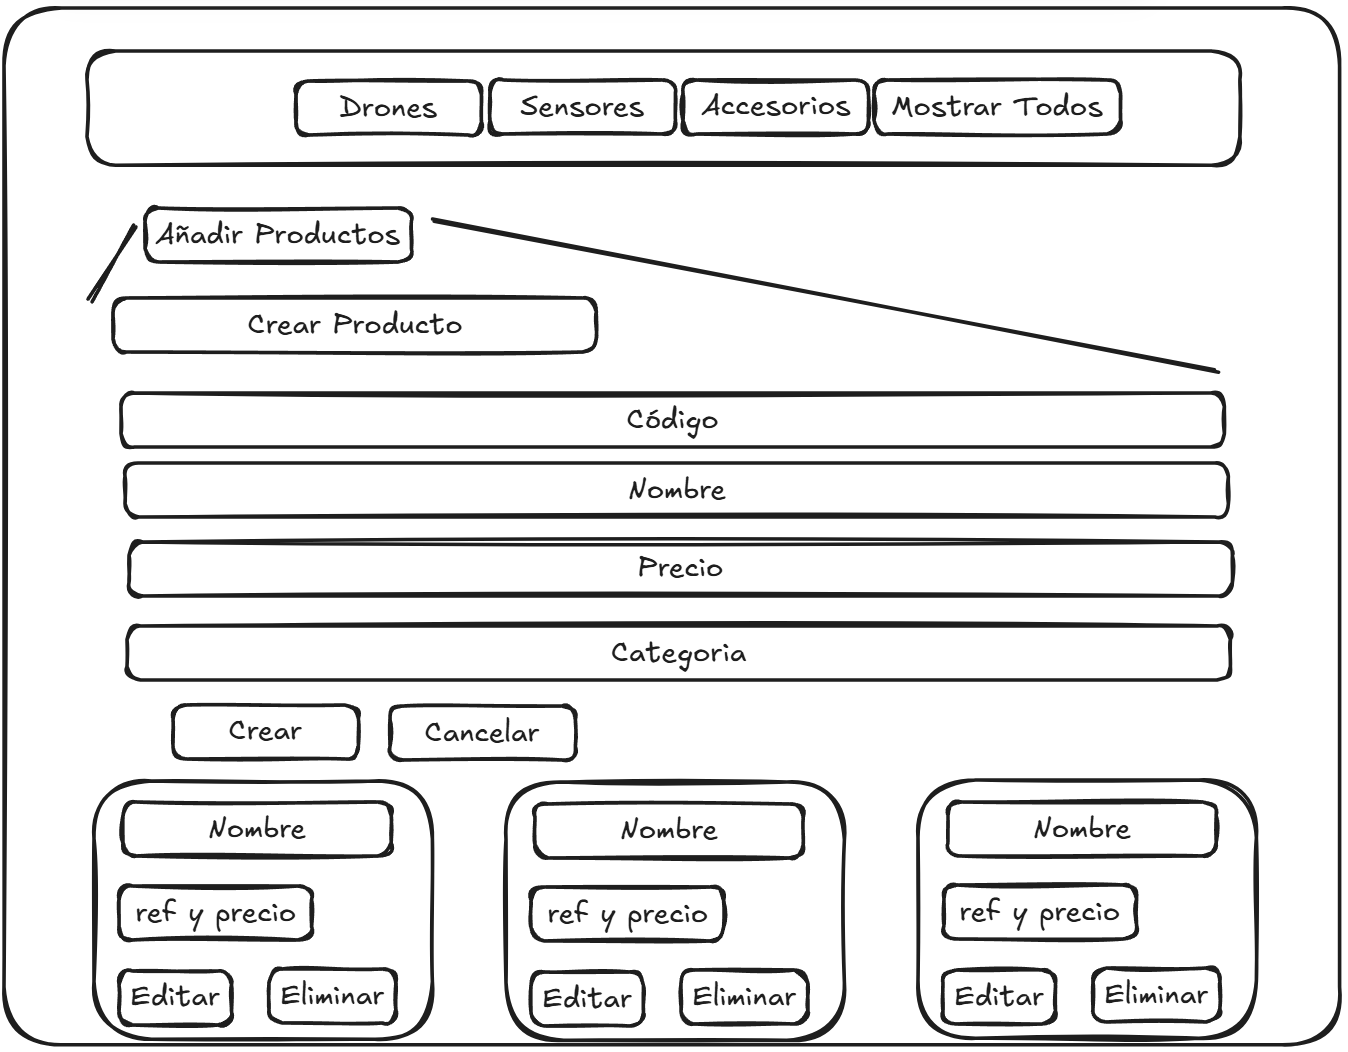 Drones
Sensores
Accesorios
Mostrar Todos
Añadir Productos
Crear Producto
Código
Nombre
Precio
Categoria
Crear
Cancelar
Nombre
ref y precio
Editar
Eliminar
Nombre
ref y precio
Editar
Eliminar
Nombre
ref y precio
Editar
Eliminar